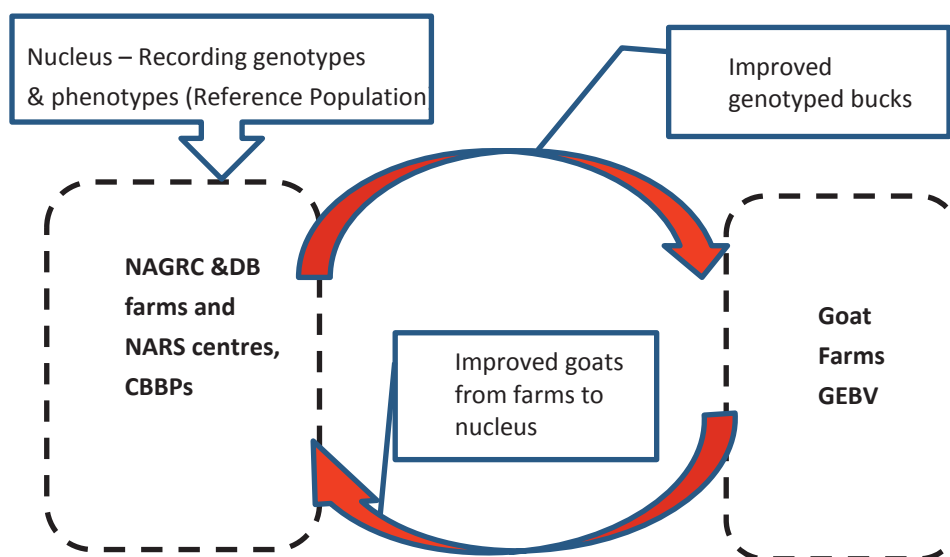 Nucleus – Recording genotypes
& phenotypes (Reference Population
Improved
genotyped bucks
NAGRC &DB
farms and
NARS centres,
CBBPs
Improved goats
from farms to
nucleus
Goat
Farms
GEBV